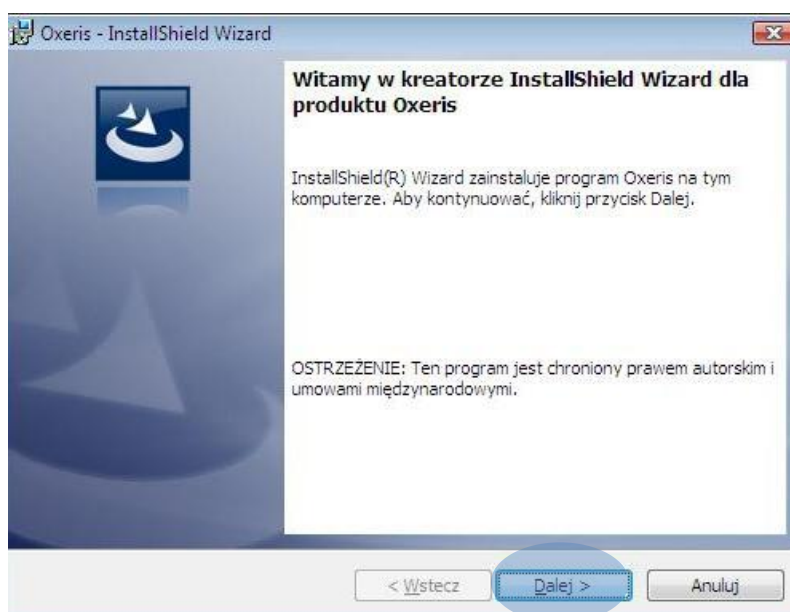 Oxeris - InstallShield Wizard
Witamy w kreatorze InstallShield Wizard dla
produktu Oxeris
InstallShield(R) Wizard zainstaluje program Oxeris na tym
komputerze. Aby kontynuować, kliknij przycisk Dalej.
OSTRZEŻENIE: Ten program jest chroniony prawem autorskim i
umowami międzynarodowymi.
< Wstecz Dalej > Anuluj